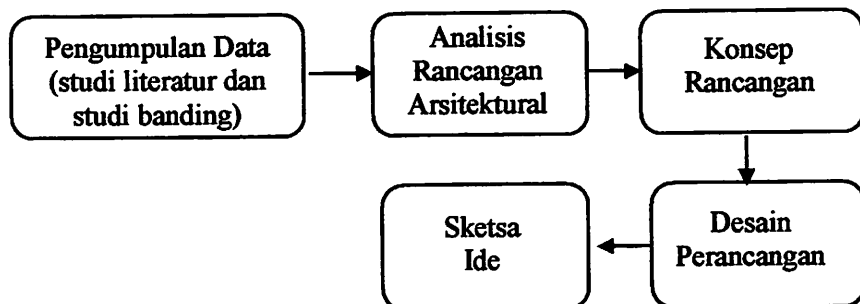 Pengumpulan Data
(studi literatur dan
studi banding)
Analisis
Rancangan
Arsitektural
Konsep
Rancangan
Desain
Perancangan
Sketsa
Ide